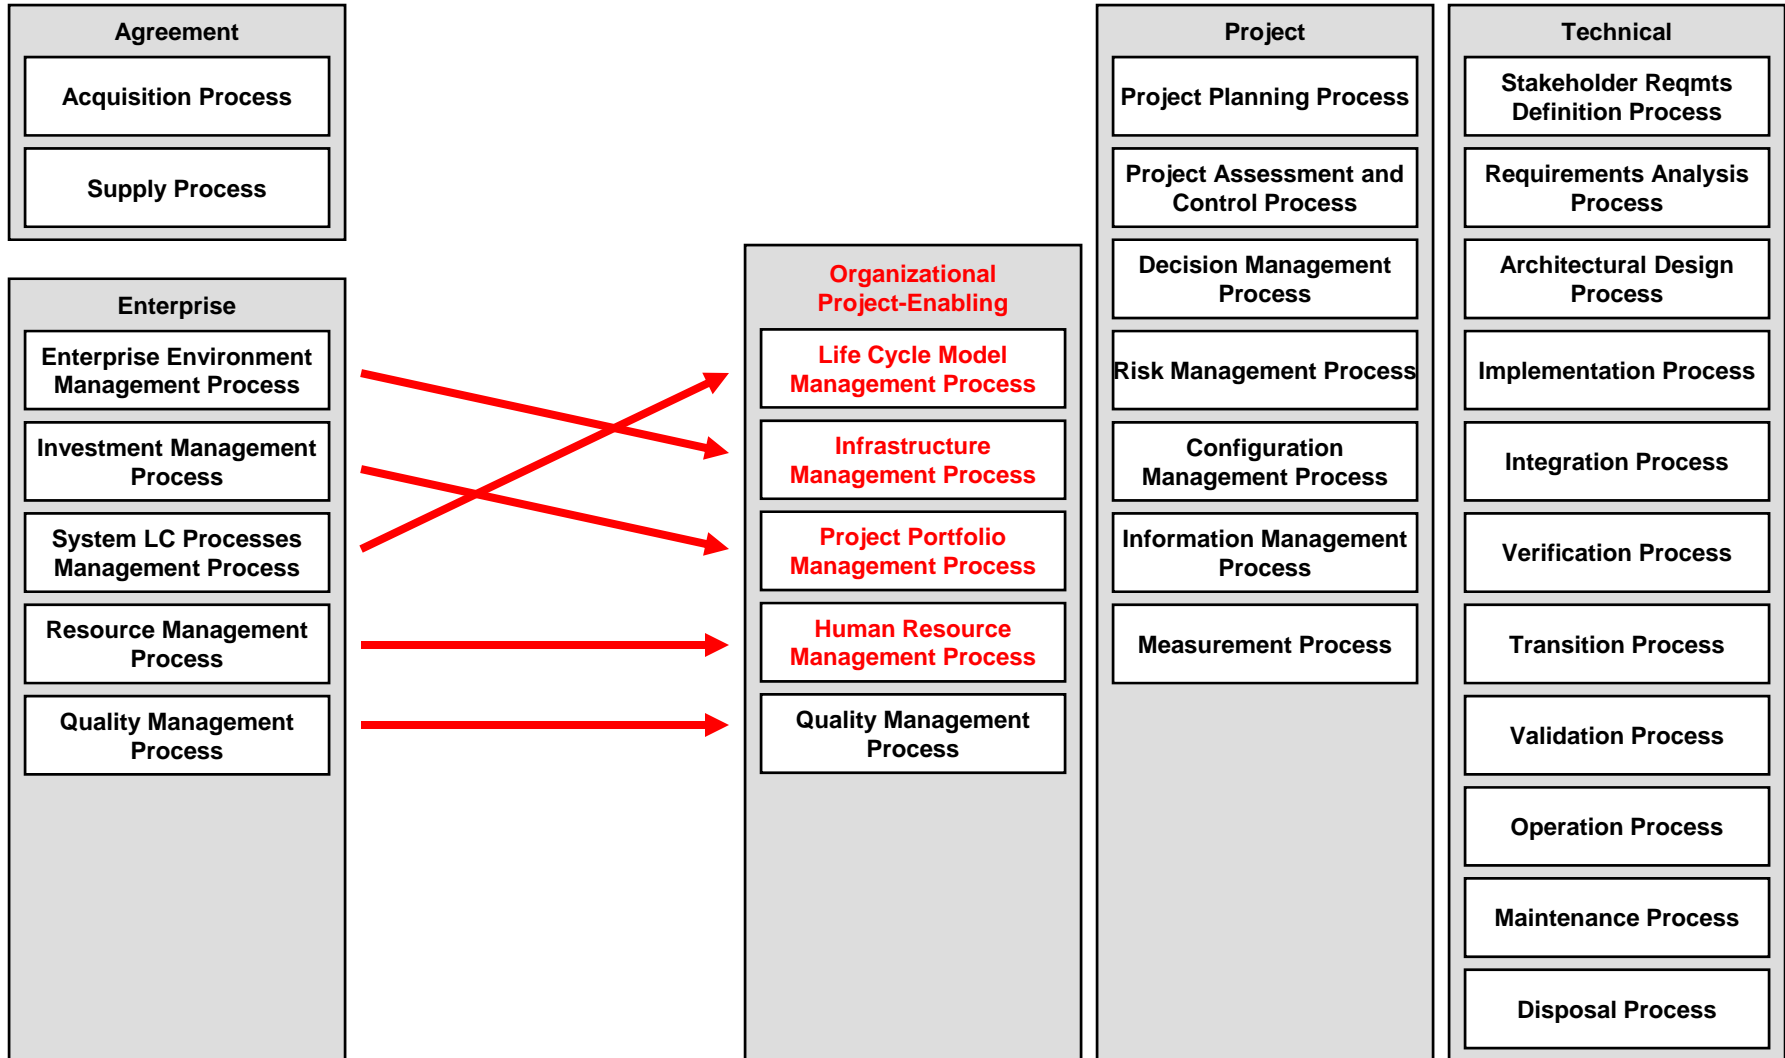 Agreement
Acquisition Process
Supply Process
Enterprise
Enterprise Environment
Management Process
Investment Management
Process
System LC Processes
Management Process
Resource Management
Process
Quality Management
Process
Organizational
Project-Enabling
Life Cycle Model
Management Process
Infrastructure
Management Process
Project Portfolio
Management Process
Human Resource
Management Process
Quality Management
Process
Project
Project Planning Process
Project Assessment and
Control Process
Decision Management
Process
Risk Management Process
Configuration
Management Process
Information Management
Process
Measurement Process
Technical
Stakeholder Reqmts
Definition Process
Requirements Analysis
Process
Architectural Design
Process
Implementation Process
Integration Process
Verification Process
Transition Process
Validation Process
Operation Process
Maintenance Process
Disposal Process